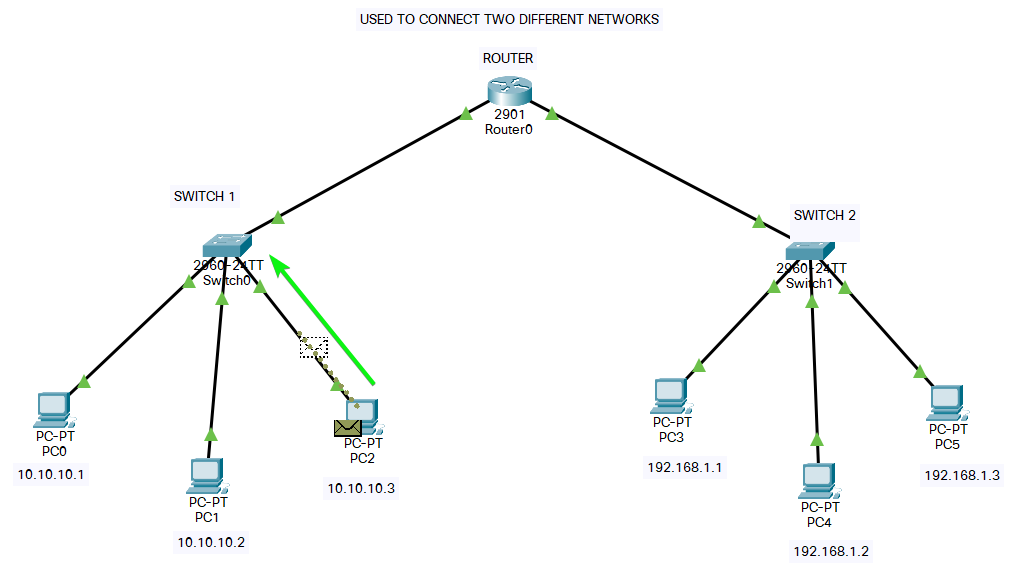 USED TO CONNECT TWO DIFFERENT NETWORKS
ROUTER
2901
Router0
SWITCH 1
2960-24TT
Switch0
SWITCH 2
2960-24TT
Switch1
PC-PT
PC0
10.10.10.1
PC-PT
PC1
10.10.10.2
PC-PT
PC2
10.10.10.3
PC-PT
PC3
192.168.1.1
PC-PT
PC4
192.168.1.2
PC-PT
PC5
192.168.1.3